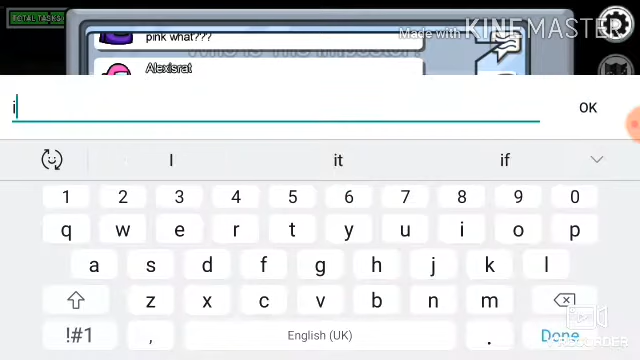 TOTAL TASKS
Made with KINEMASTER
pink what???
Who Is The Impostor
Alexisrat
i
OK
I it if
1 2 3 4 5 6 7 8 9 0
q w e r t y u i o p
a s d f g h j k l
z x c v b n m
!#1 , English (UK) . Done